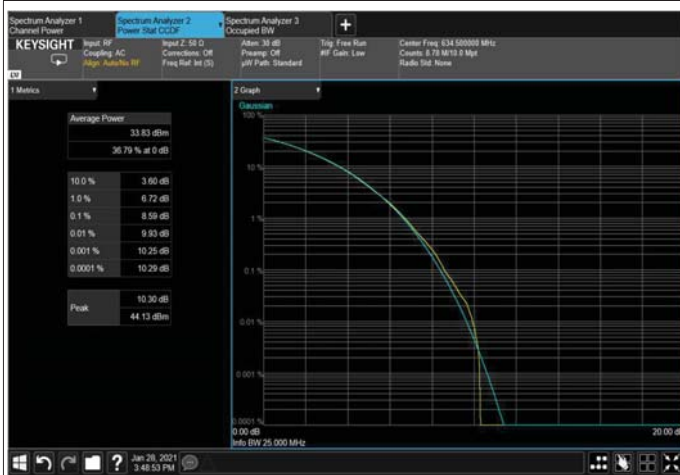 Spectrum Analyzer 1
Channel Power
Spectrum Analyzer 2
Power Stat CCDF
Spectrum Analyzer 3
Occupied BW
+
KEYSIGHT
Input: RF
Coupling: AC
Align: Auto/No RF
Input Z: 50 Ω
Corrections: Off
Freq Ref: Int (S)
Atten: 30 dB
Preamp: Off
µW Path: Standard
Trig: Free Run
#IF Gain: Low
Center Freq: 634.500000 MHz
Counts: 8.78 M/10.0 Mpt
Radio Std: None
1 Metrics
Average Power
33.83 dBm
36.79 % at 0 dB
10.0 % 3.60 dB
1.0 % 6.72 dB
0.1 % 8.59 dB
0.01 % 9.93 dB
0.001 % 10.25 dB
0.0001 % 10.29 dB
Peak
10.30 dB
44.13 dBm
2 Graph
Gaussian
100 %
10 %
1 %
0.1 %
0.01 %
0.001 %
0.0001 %
0.00 dB
20.00 dB
Info BW 25.000 MHz
?
Jan 28, 2021
3:48:53 PM